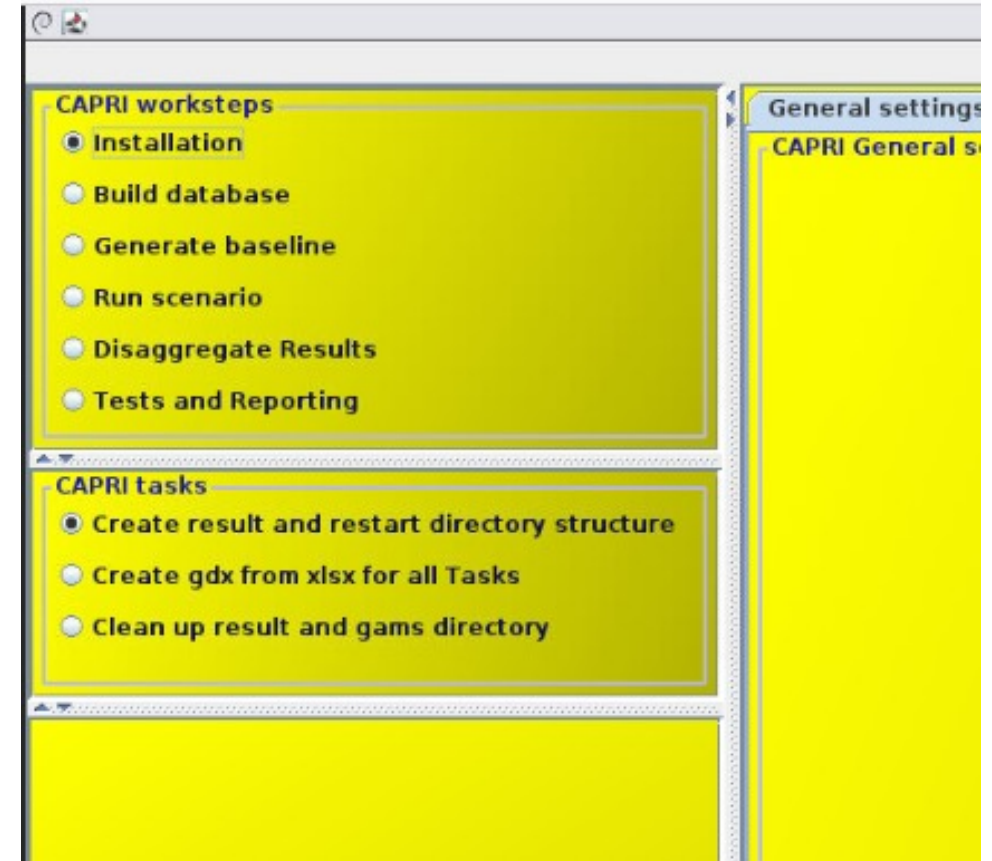 CAPRI worksteps
Installation
Build database
Generate baseline
Run scenario
Disaggregate Results
Tests and Reporting
CAPRI tasks
Create result and restart directory structure
Create gdx from xlsx for all Tasks
Clean up result and gams directory
General settings
CAPRI General